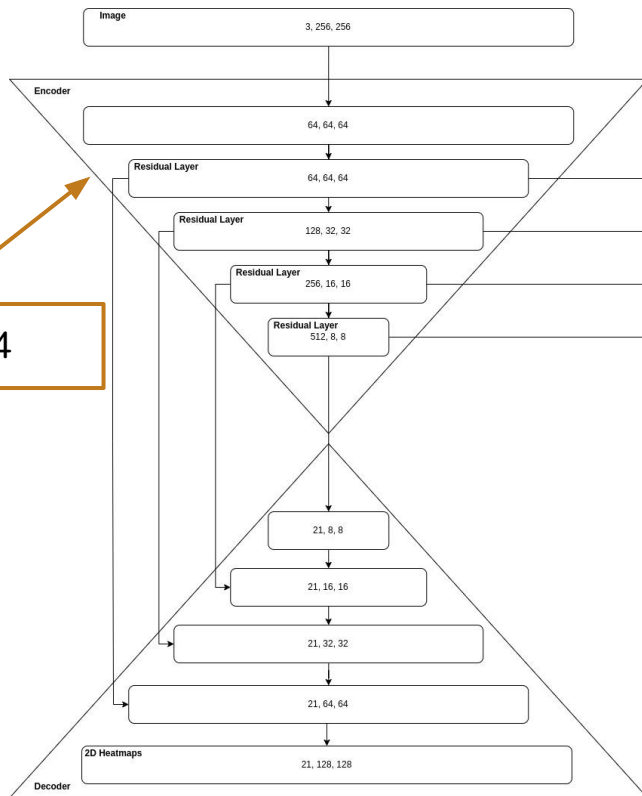 Image
3, 256, 256
Encoder
64, 64, 64
Residual Layer
64, 64, 64
Residual Layer
128, 32, 32
Residual Layer
256, 16, 16
Residual Layer
512, 8, 8
4
21, 8, 8
21, 16, 16
21, 32, 32
21, 64, 64
2D Heatmaps
21, 128, 128
Decoder